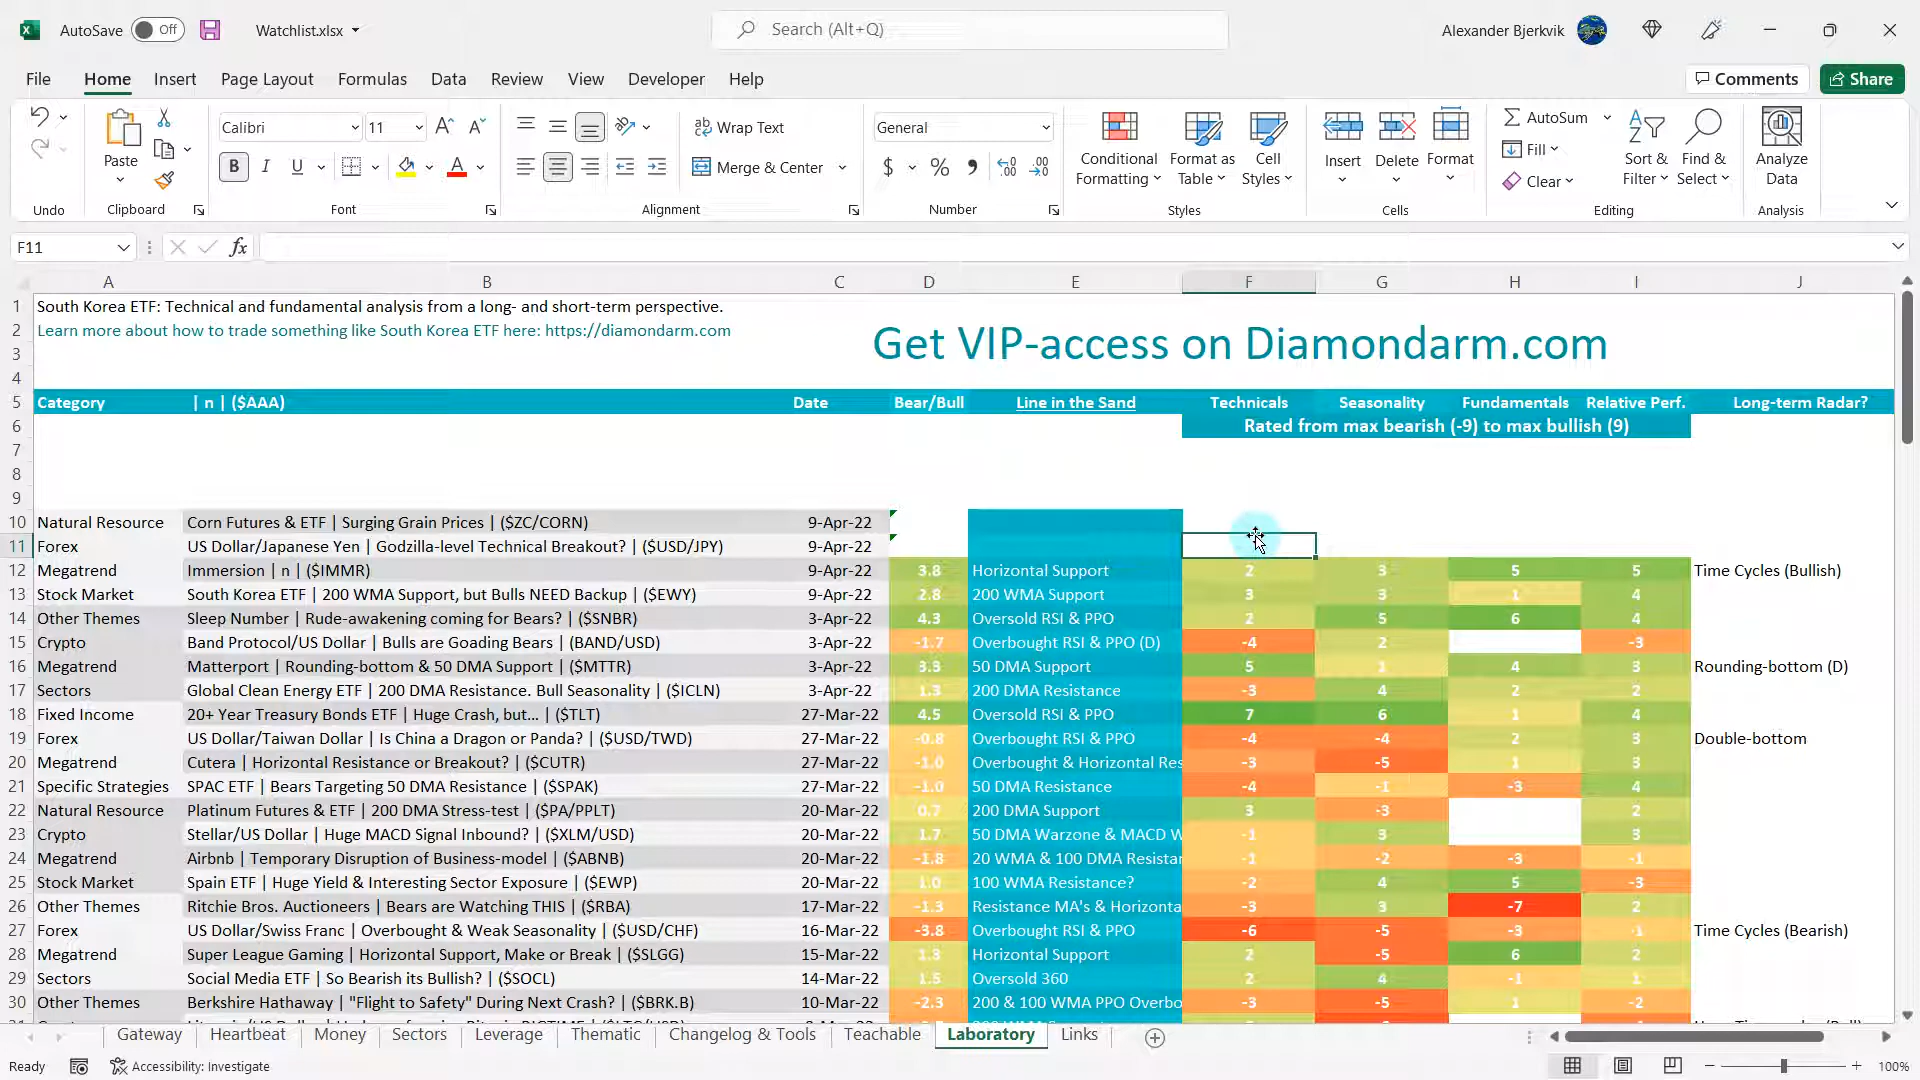 AutoSave Off Watchlist.xlsx Search (Alt+Q) Alexander Bjerkvik
File Home Insert Page Layout Formulas Data Review View Developer Help Comments Share
Calibri 11 Wrap Text General AutoSum
Paste B I U Merge & Center $ % Conditional Formatting Format as Table Cell Styles Insert Delete Format Fill Clear Sort & Filter Find & Select Analyze Data
Undo Clipboard Font Alignment Number Styles Cells Editing Analysis
F11 fx
A B C D E F G H I J
1 South Korea ETF: Technical and fundamental analysis from a long- and short-term perspective.
2 Learn more about how to trade something like South Korea ETF here: https://diamondarm.com
3 Get VIP-access on Diamondarm.com
4
5 Category | n | ($AAA) Date Bear/Bull Line in the Sand Technicals Seasonality Fundamentals Relative Perf. Long-term Radar?
6 Rated from max bearish (-9) to max bullish (9)
7
8
9
10 Natural Resource Corn Futures & ETF | Surging Grain Prices | ($ZC/CORN) 9-Apr-22
11 Forex US Dollar/Japanese Yen | Godzilla-level Technical Breakout? | ($USD/JPY) 9-Apr-22
12 Megatrend Immersion | n | ($IMMR) 9-Apr-22 3.8 Horizontal Support 2 3 5 5 Time Cycles (Bullish)
13 Stock Market South Korea ETF | 200 WMA Support, but Bulls NEED Backup | ($EWY) 9-Apr-22 2.8 200 WMA Support 3 3 1 4
14 Other Themes Sleep Number | Rude-awakening coming for Bears? | ($SNBR) 3-Apr-22 4.3 Oversold RSI & PPO 2 5 6 4
15 Crypto Band Protocol/US Dollar | Bulls are Goading Bears | (BAND/USD) 3-Apr-22 -1.7 Overbought RSI & PPO (D) -4 2 -3
16 Megatrend Matterport | Rounding-bottom & 50 DMA Support | ($MTTR) 3-Apr-22 3.3 50 DMA Support 5 1 4 3 Rounding-bottom (D)
17 Sectors Global Clean Energy ETF | 200 DMA Resistance. Bull Seasonality | ($ICLN) 3-Apr-22 1.3 200 DMA Resistance -3 4 2 2
18 Fixed Income 20+ Year Treasury Bonds ETF | Huge Crash, but... | ($TLT) 27-Mar-22 4.5 Oversold RSI & PPO 7 6 1 4
19 Forex US Dollar/Taiwan Dollar | Is China a Dragon or Panda? | ($USD/TWD) 27-Mar-22 -0.8 Overbought RSI & PPO -4 -4 2 3 Double-bottom
20 Megatrend Cutera | Horizontal Resistance or Breakout? | ($CUTR) 27-Mar-22 -1.0 Overbought & Horizontal Res -3 -5 1 3
21 Specific Strategies SPAC ETF | Bears Targeting 50 DMA Resistance | ($SPAK) 27-Mar-22 -1.0 50 DMA Resistance -4 -1 -3 4
22 Natural Resource Platinum Futures & ETF | 200 DMA Stress-test | ($PA/PPLT) 20-Mar-22 0.7 200 DMA Support 3 -3 2
23 Crypto Stellar/US Dollar | Huge MACD Signal Inbound? | ($XLM/USD) 20-Mar-22 1.7 50 DMA Warzone & MACD W -1 3 3
24 Megatrend Airbnb | Temporary Disruption of Business-model | ($ABNB) 20-Mar-22 -1.8 20 WMA & 100 DMA Resistar -1 -2 -3 -1
25 Stock Market Spain ETF | Huge Yield & Interesting Sector Exposure | ($EWP) 20-Mar-22 1.0 100 WMA Resistance? -2 4 5 -3
26 Other Themes Ritchie Bros. Auctioneers | Bears are Watching THIS | ($RBA) 17-Mar-22 -1.3 Resistance MA's & Horizonta -3 3 -7 2
27 Forex US Dollar/Swiss Franc | Overbought & Weak Seasonality | ($USD/CHF) 16-Mar-22 -3.8 Overbought RSI & PPO -6 -5 -3 -1 Time Cycles (Bearish)
28 Megatrend Super League Gaming | Horizontal Support, Make or Break | ($SLGG) 15-Mar-22 1.3 Horizontal Support 2 -5 6 2
29 Sectors Social Media ETF | So Bearish its Bullish? | ($SOCL) 14-Mar-22 1.5 Oversold 360 2 4 -1 1
30 Other Themes Berkshire Hathaway | "Flight to Safety" During Next Crash? | ($BRK.B) 10-Mar-22 -2.3 200 & 100 WMA PPO Overbo -3 -5 1 -2
Gateway Heartbeat Money Sectors Leverage Thematic Changelog & Tools Teachable Laboratory Links
Ready Accessibility: Investigate 100%